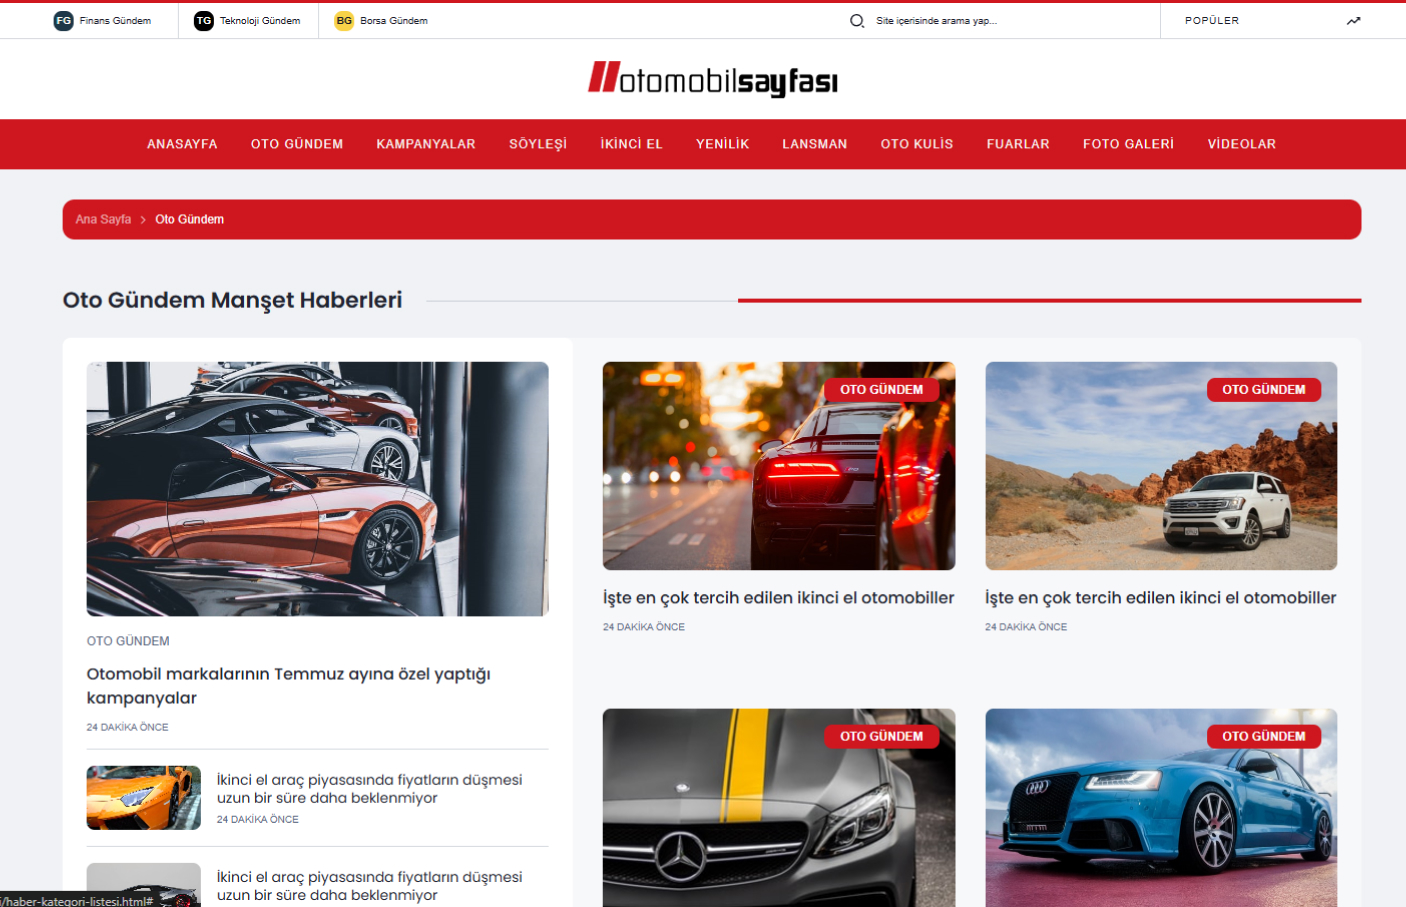 FG Finans Gündem
TG Teknoloji Gündem
BG Borsa Gündem
Site içerisinde arama yap...
POPÜLER
otomobilsayfası
ANASAYFA OTO GÜNDEM KAMPANYALAR SÖYLEŞİ İKİNCİ EL YENİLİK LANSMAN OTO KULİS FUARLAR FOTO GALERİ VİDEOLAR
Ana Sayfa > Oto Gündem
Oto Gündem Manşet Haberleri
OTO GÜNDEM
Otomobil markalarının Temmuz ayına özel yaptığı
kampanyalar
24 DAKİKA ÖNCE
İkinci el araç piyasasında fiyatların düşmesi
uzun bir süre daha beklenmiyor
24 DAKİKA ÖNCE
İkinci el araç piyasasında fiyatların düşmesi
uzun bir süre daha beklenmiyor
OTO GÜNDEM
İşte en çok tercih edilen ikinci el otomobiller
24 DAKİKA ÖNCE
OTO GÜNDEM
İşte en çok tercih edilen ikinci el otomobiller
24 DAKİKA ÖNCE
OTO GÜNDEM
OTO GÜNDEM
i/haber-kategori-listesi.html#